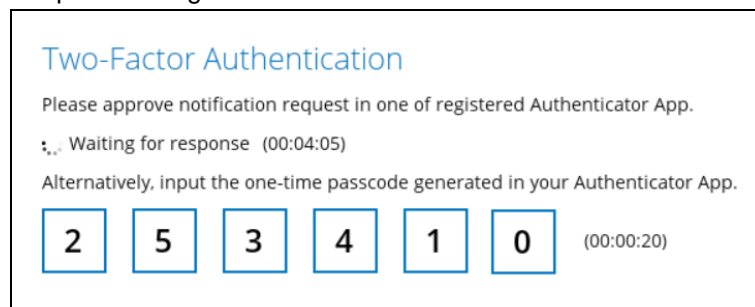 Two-Factor Authentication
Please approve notification request in one of registered Authenticator App.
Waiting for response (00:04:05)
Alternatively, input the one-time passcode generated in your Authenticator App.
2 5 3 4 1 0 (00:00:20)